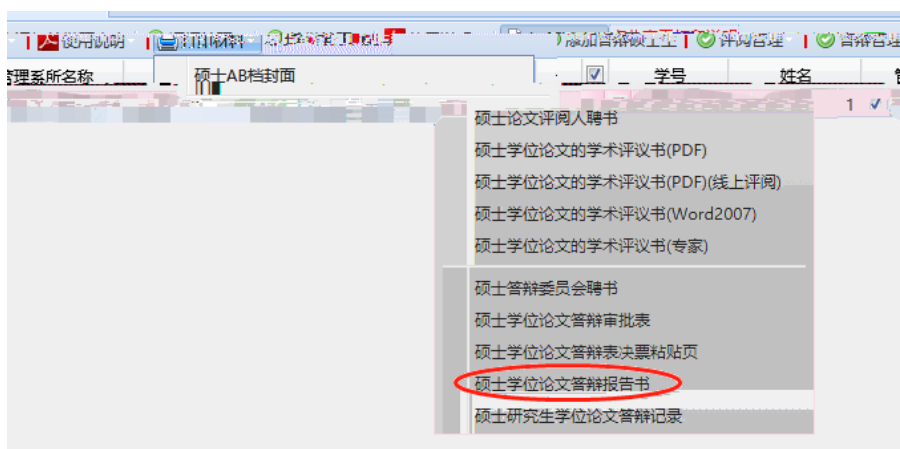 使用说明 打印材料 添加答辩硕士生 评阅管理 答辩管理
管理系所名称 学号 姓名
硕士AB档封面
1
硕士论文评阅人聘书
硕士学位论文的学术评议书(PDF)
硕士学位论文的学术评议书(PDF)(线上评阅)
硕士学位论文的学术评议书(Word2007)
硕士学位论文的学术评议书(专家)
硕士答辩委员会聘书
硕士学位论文答辩审批表
硕士学位论文答辩表决票粘贴页
硕士学位论文答辩报告书
硕士研究生学位论文答辩记录